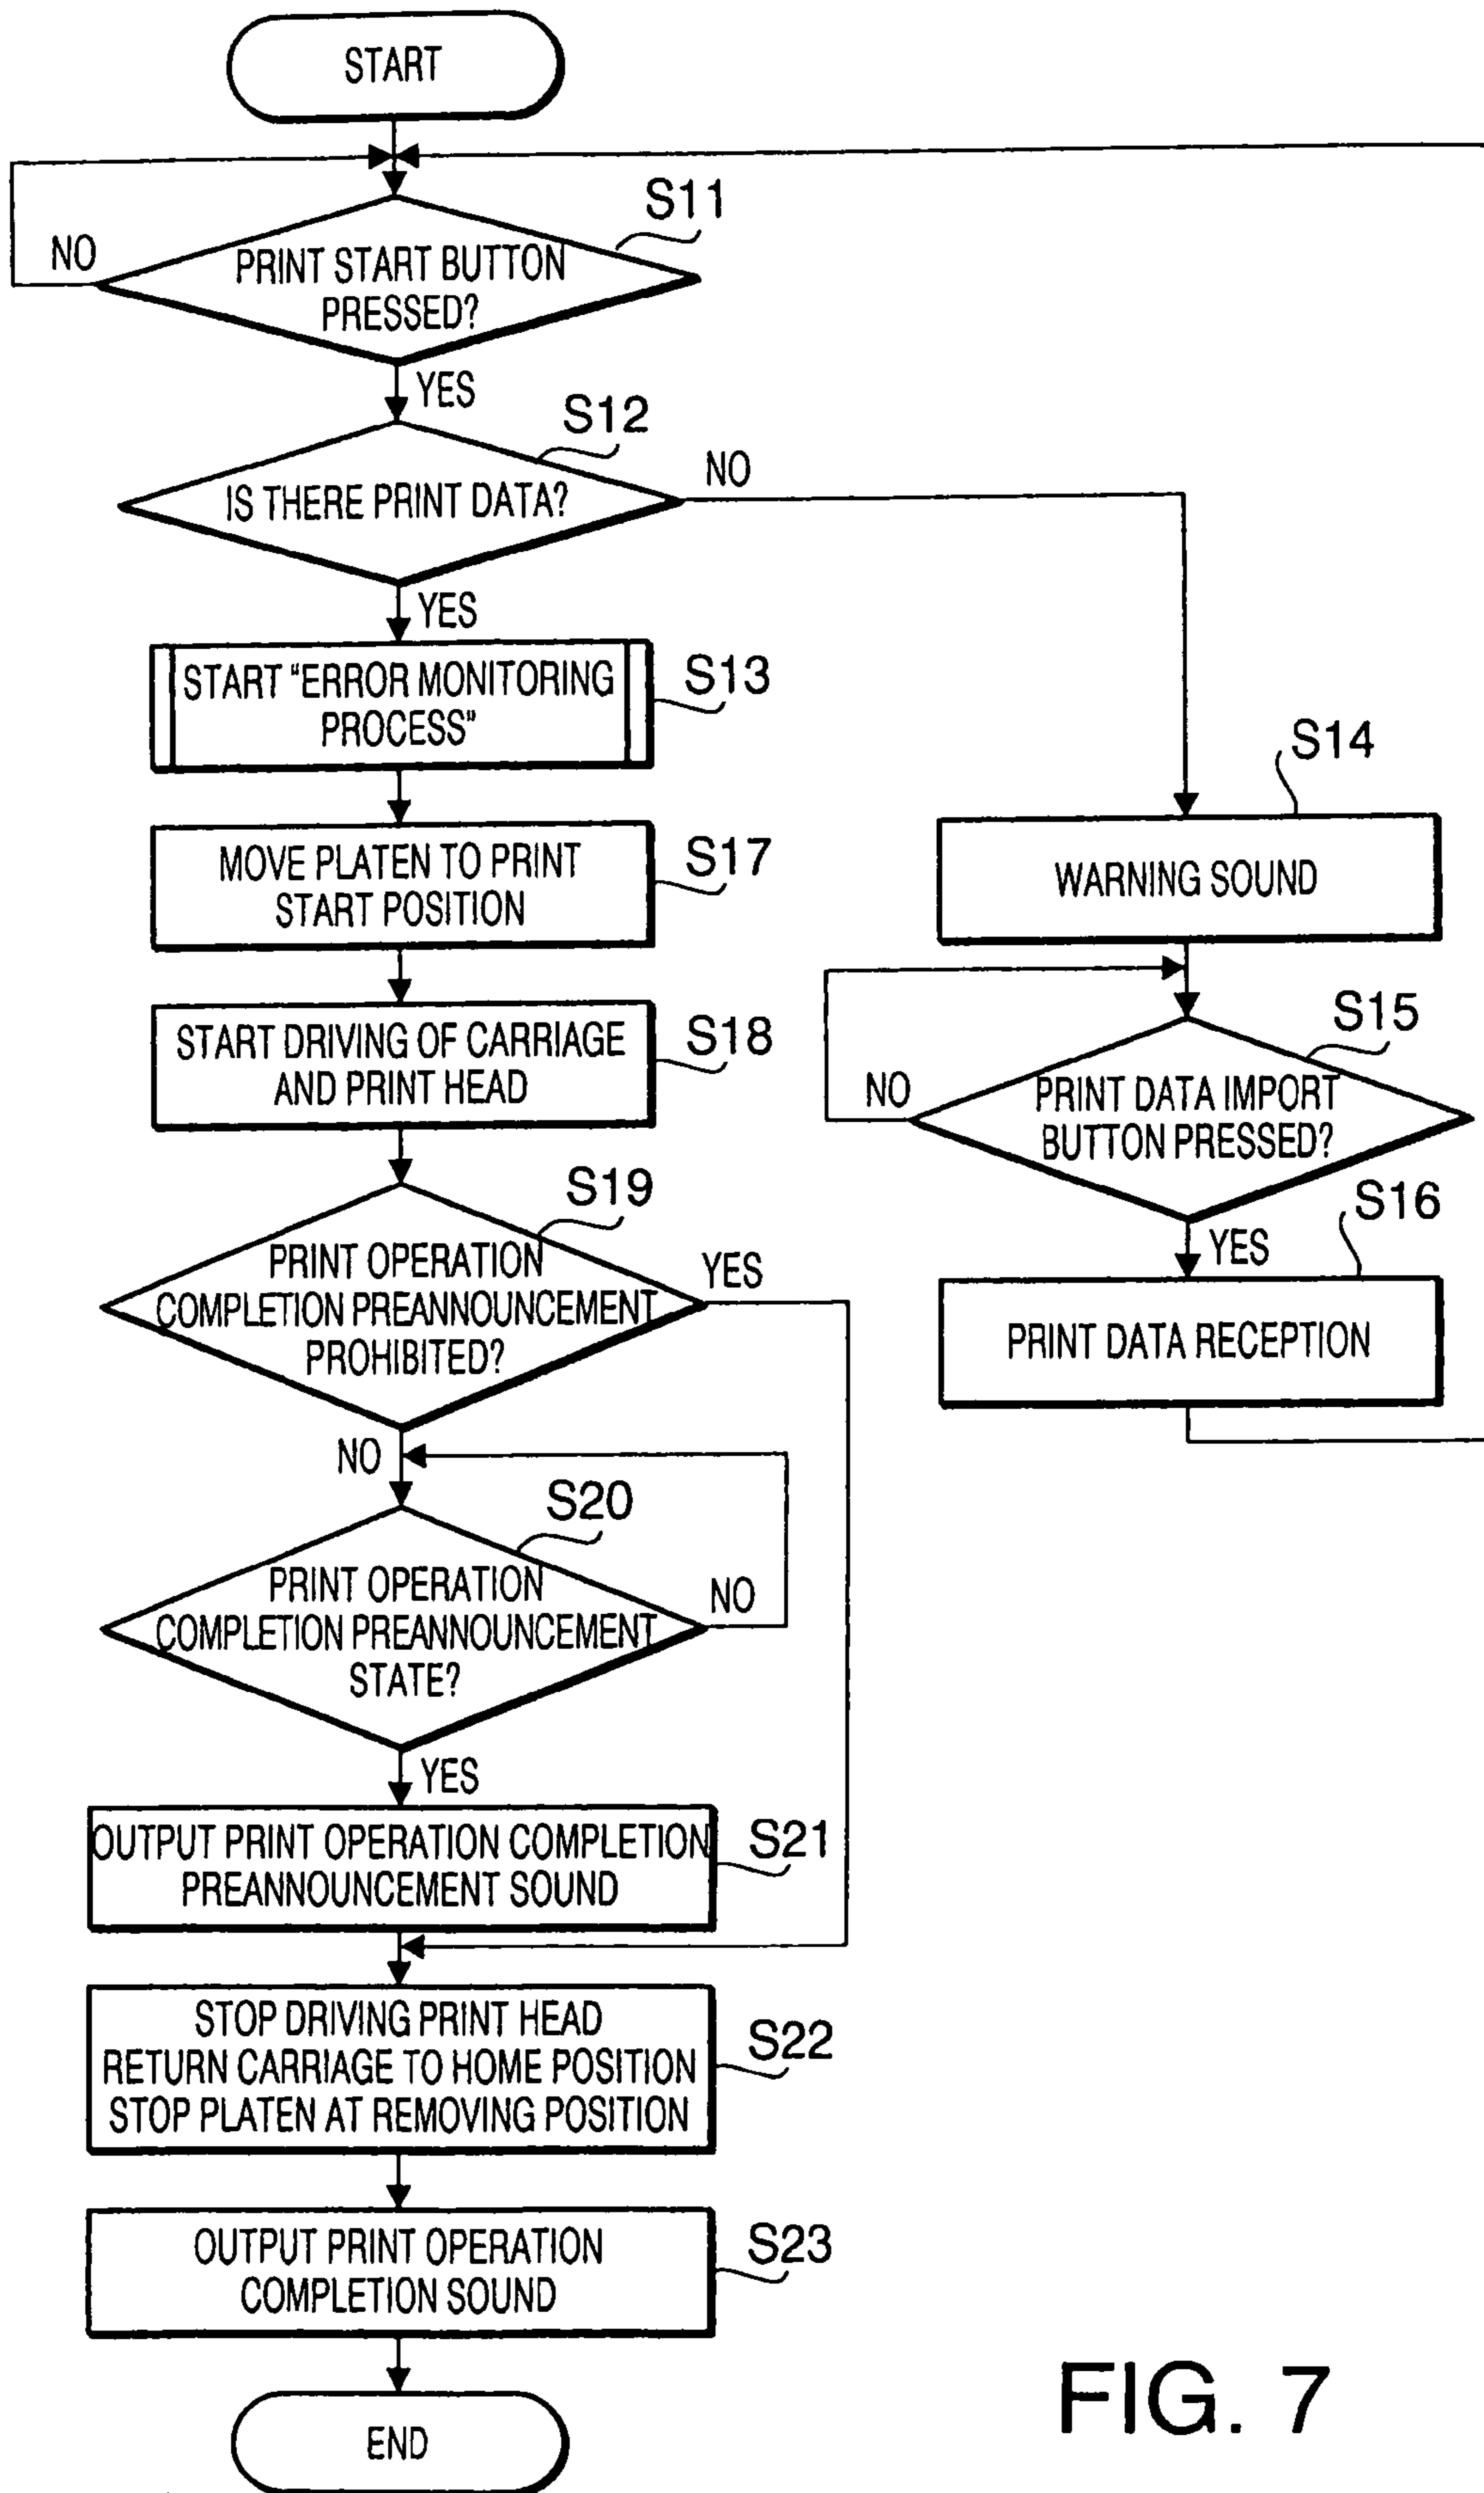 START
S11
NO
PRINT START BUTTON
PRESSED?
YES
S12
NO
IS THERE PRINT DATA?
YES
START "ERROR MONITORING
PROCESS"
S13
MOVE PLATEN TO PRINT
START POSITION
S17
START DRIVING OF CARRIAGE
AND PRINT HEAD
S18
S19
PRINT OPERATION
COMPLETION PREANNOUNCEMENT
PROHIBITED?
YES
NO
S20
PRINT OPERATION
COMPLETION PREANNOUNCEMENT
STATE?
NO
YES
OUTPUT PRINT OPERATION COMPLETION
PREANNOUNCEMENT SOUND
S21
STOP DRIVING PRINT HEAD
RETURN CARRIAGE TO HOME POSITION
STOP PLATEN AT REMOVING POSITION
S22
OUTPUT PRINT OPERATION
COMPLETION SOUND
S23
END
S14
WARNING SOUND
S15
NO
PRINT DATA IMPORT
BUTTON PRESSED?
S16
YES
PRINT DATA RECEPTION
FIG. 7